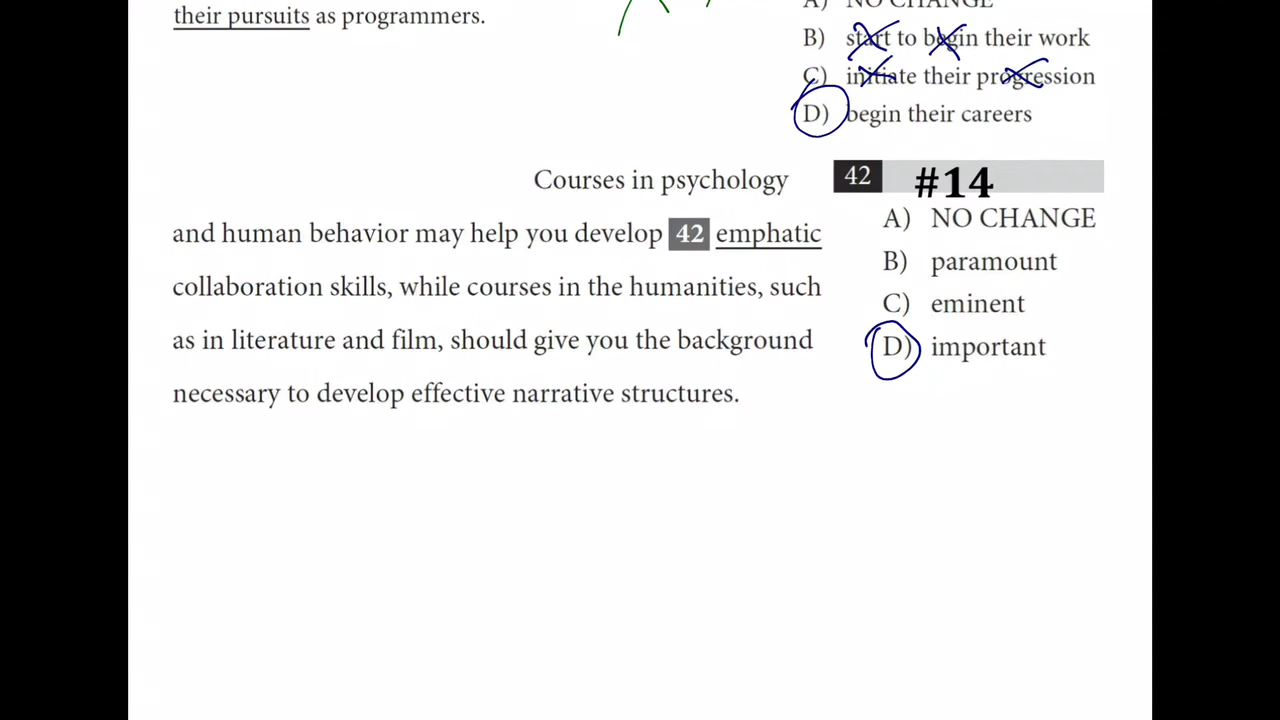 their pursuits as programmers.
A) NO CHANGE
B) start to begin their work
C) initiate their progression
D) begin their careers
Courses in psychology
and human behavior may help you develop 42 emphatic
collaboration skills, while courses in the humanities, such
as in literature and film, should give you the background
necessary to develop effective narrative structures.
42 #14
A) NO CHANGE
B) paramount
C) eminent
D) important